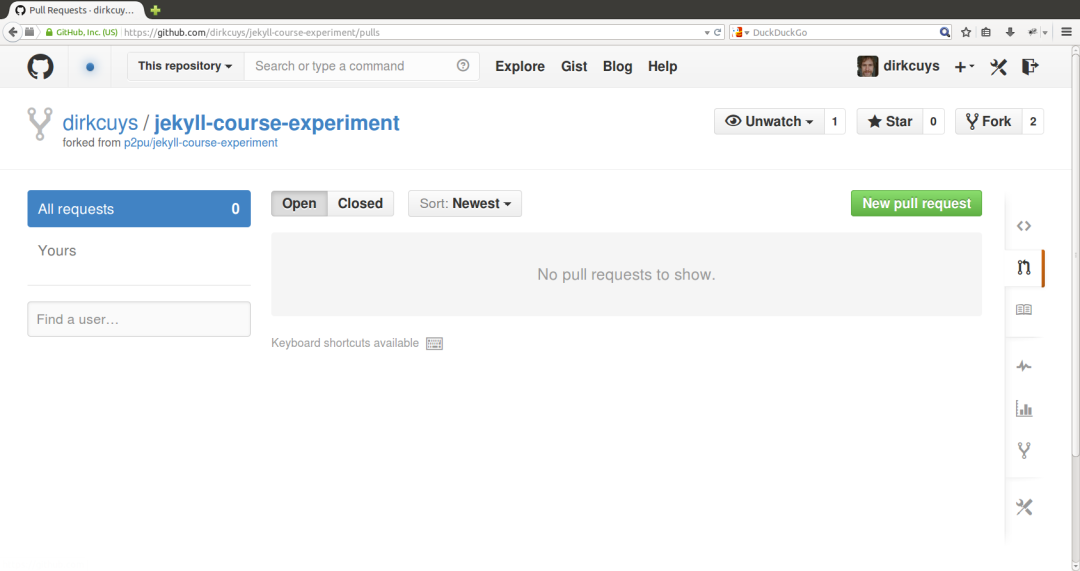 Pull Requests - dirkcuy...
GitHub, Inc. (US) https://github.com/dirkcuys/jekyll-course-experiment/pulls DuckDuckGo
This repository Search or type a command Explore Gist Blog Help dirkcuys
dirkcuys / jekyll-course-experiment Unwatch 1 Star 0 Fork 2
forked from p2pu/jekyll-course-experiment
All requests 0 Open Closed Sort: Newest New pull request
Yours
No pull requests to show.
Find a user...
Keyboard shortcuts available